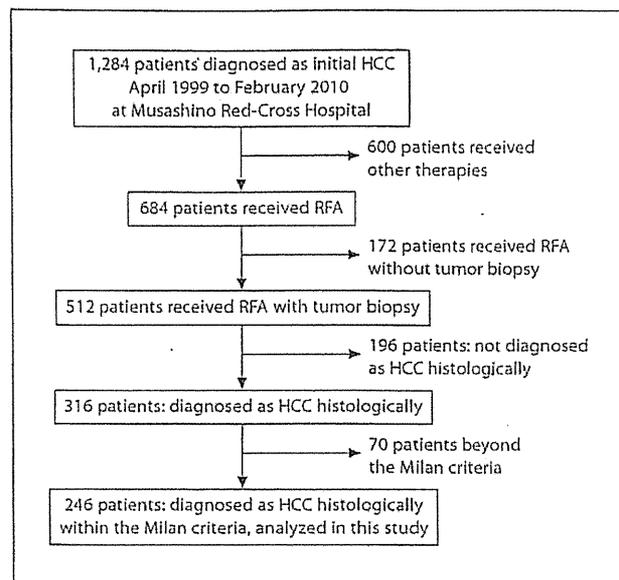 1,284 patients diagnosed as initial HCC
April 1999 to February 2010
at Musashino Red-Cross Hospital
600 patients received
other therapies
684 patients received RFA
172 patients received RFA
without tumor biopsy
512 patients received RFA with tumor biopsy
196 patients: not diagnosed
as HCC histologically
316 patients: diagnosed as HCC histologically
70 patients beyond
the Milan criteria
246 patients: diagnosed as HCC histologically
within the Milan criteria, analyzed in this study